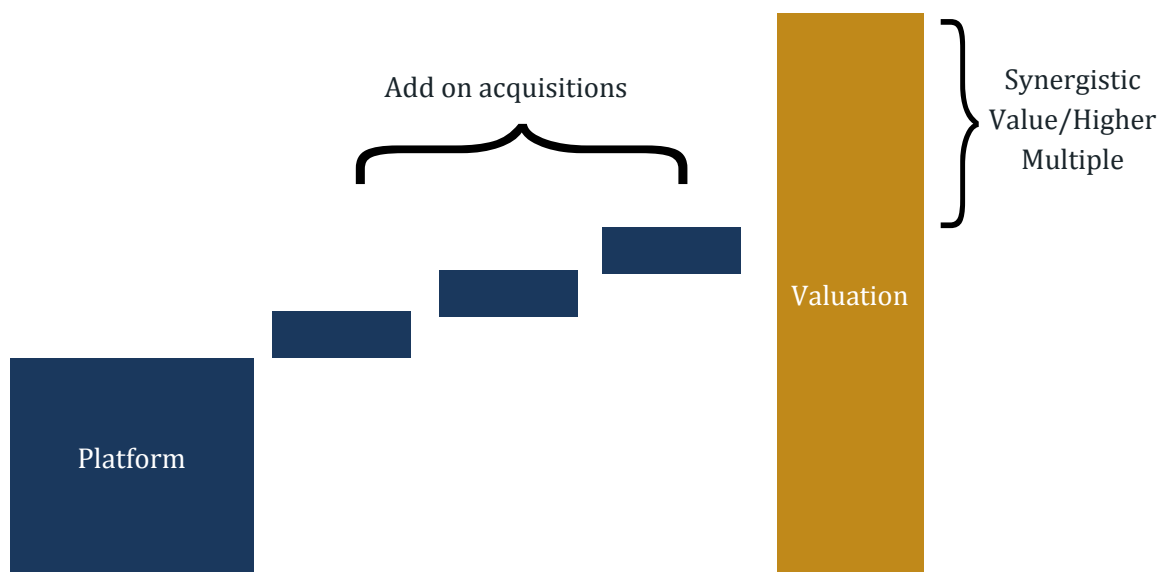 Add on acquisitions
Synergistic
Value/Higher
Multiple
Valuation
Platform